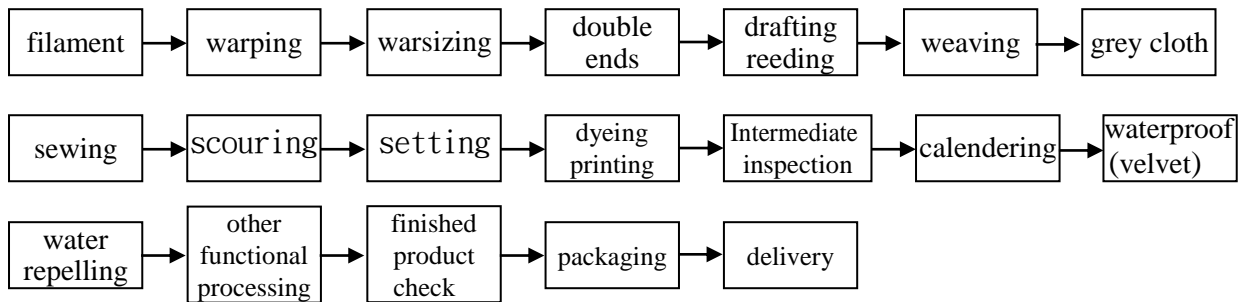 filament
warping
warsizing
double
ends
drafting
reeding
weaving
grey cloth
sewing
scouring
setting
dyeing
printing
Intermediate
inspection
calendering
waterproof
(velvet)
water
repelling
other
functional
processing
finished
product
check
packaging
delivery